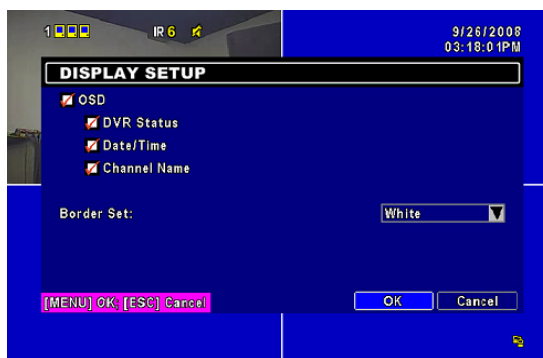 1 IR 6 9/26/2008
03:18:01PM
DISPLAY SETUP
OSD
DVR Status
Date/Time
Channel Name
Border Set: White
[MENU] OK; [ESC] Cancel OK Cancel